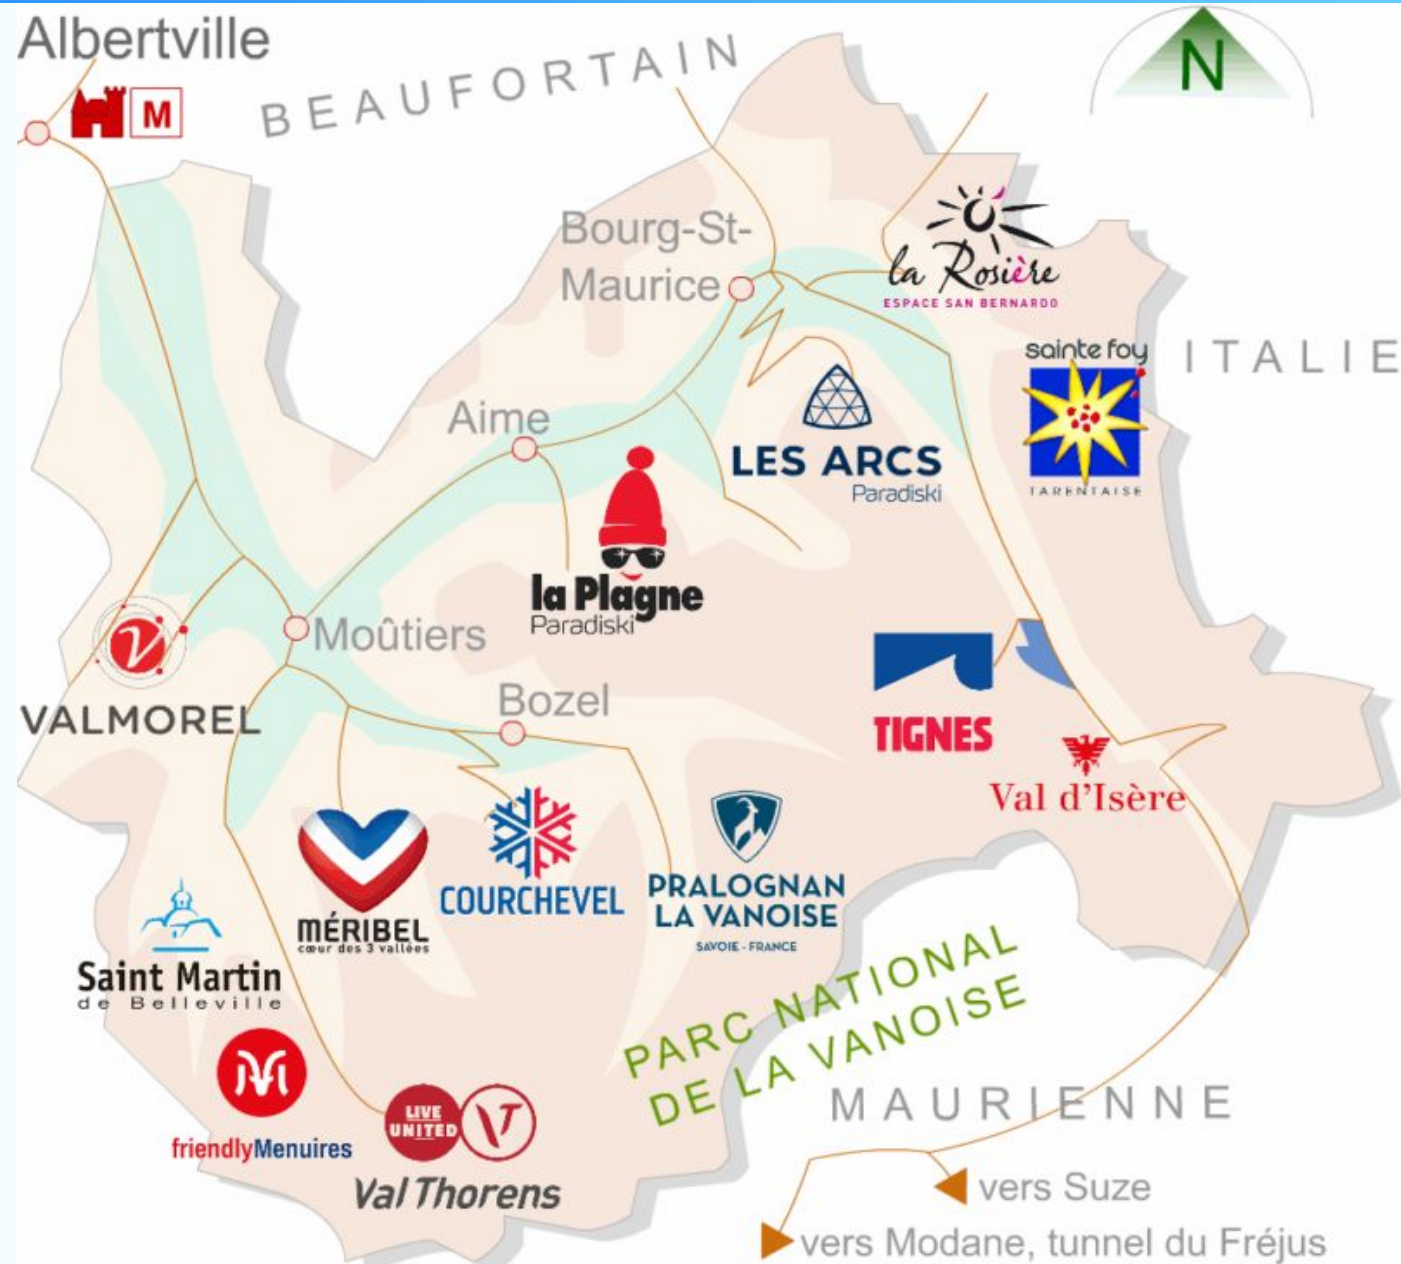 Albertville
M
BEAUFORTAIN
N
Bourg-St-
Maurice
la Rosière
ESPACE SAN BERNARDO
sainte foy
TARENTAISE
ITALIE
Aime
LES ARCS
Paradiski
la Plagne
Paradiski
Moûtiers
V
VALMOREL
Bozel
TIGNES
Val d'Isère
MÉRIBEL
cœur des 3 vallées
COURCHEVEL
PRALOGNAN
LA VANOISE
SAVOIE - FRANCE
Saint Martin
de Belleville
PARC NATIONAL
DE LA VANOISE
MAURIENNE
M
friendlyMenuires
LIVE
UNITED
VT
Val Thorens
vers Suze
vers Modane, tunnel du Fréjus